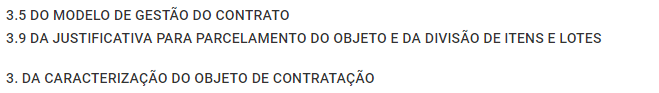 3.5 DO MODELO DE GESTÃO DO CONTRATO
3.9 DA JUSTIFICATIVA PARA PARCELAMENTO DO OBJETO E DA DIVISÃO DE ITENS E LOTES
3. DA CARACTERIZAÇÃO DO OBJETO DE CONTRATAÇÃO